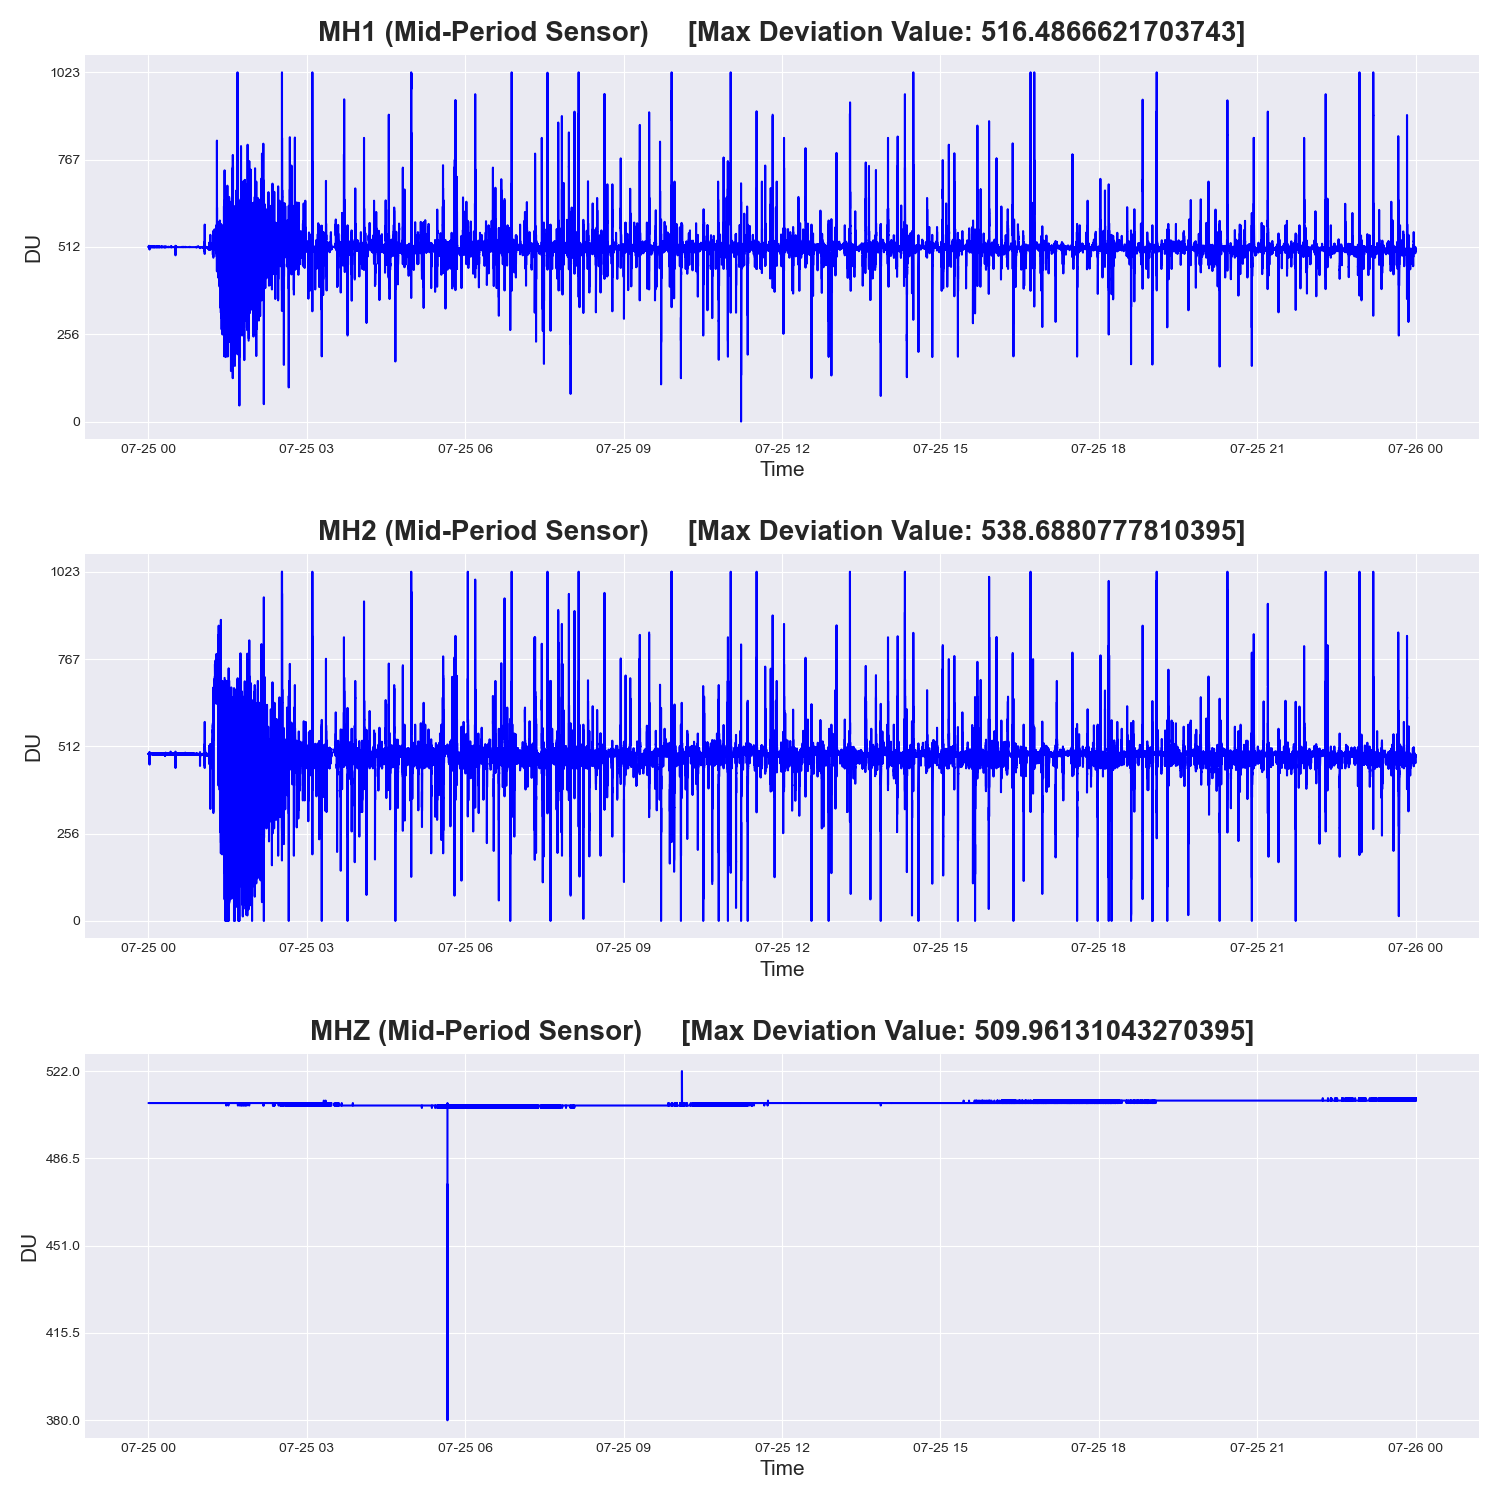 MH1 (Mid-Period Sensor) [Max Deviation Value: 516.4866621703743]
1023
767
512
256
0
DU
07-25 00 07-25 03 07-25 06 07-25 09 07-25 12 07-25 15 07-25 18 07-25 21 07-26 00
Time
MH2 (Mid-Period Sensor) [Max Deviation Value: 538.6880777810395]
1023
767
512
256
0
DU
07-25 00 07-25 03 07-25 06 07-25 09 07-25 12 07-25 15 07-25 18 07-25 21 07-26 00
Time
MHZ (Mid-Period Sensor) [Max Deviation Value: 509.96131043270395]
522.0
486.5
451.0
415.5
380.0
DU
07-25 00 07-25 03 07-25 06 07-25 09 07-25 12 07-25 15 07-25 18 07-25 21 07-26 00
Time